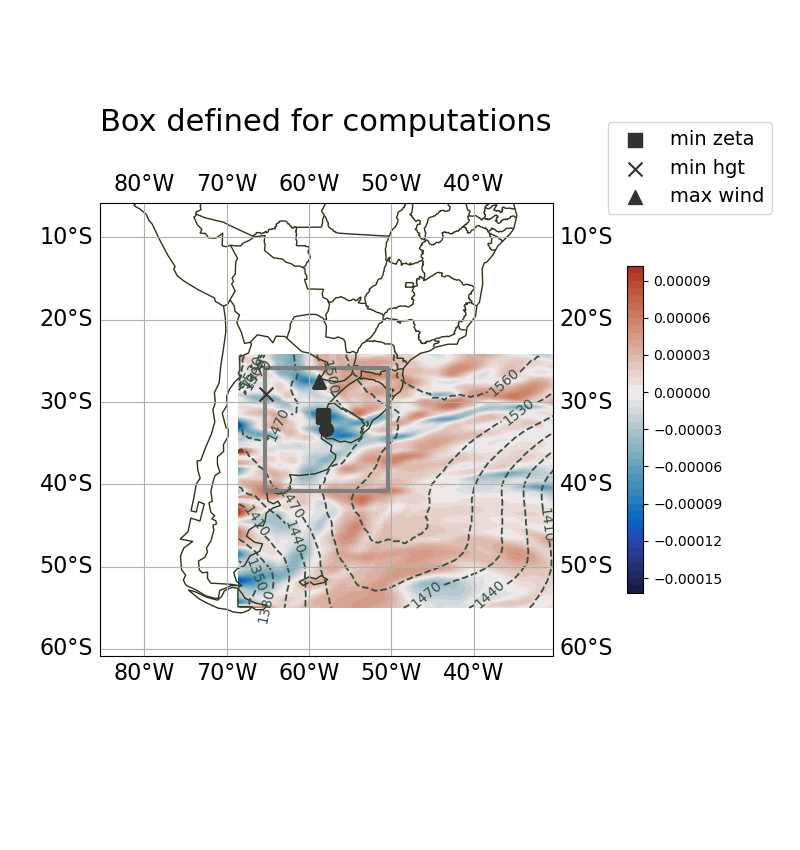 Box defined for computations
min zeta
min hgt
max wind
80°W 70°W 60°W 50°W 40°W
10°S 10°S
20°S 20°S
30°S 30°S
40°S 40°S
50°S 50°S
60°S 60°S
80°W 70°W 60°W 50°W 40°W
1500
1560
1530
1470
1470
1440
1410
1350
1380
1470
1440
0.00009
0.00006
0.00003
0.00000
−0.00003
−0.00006
−0.00009
−0.00012
−0.00015